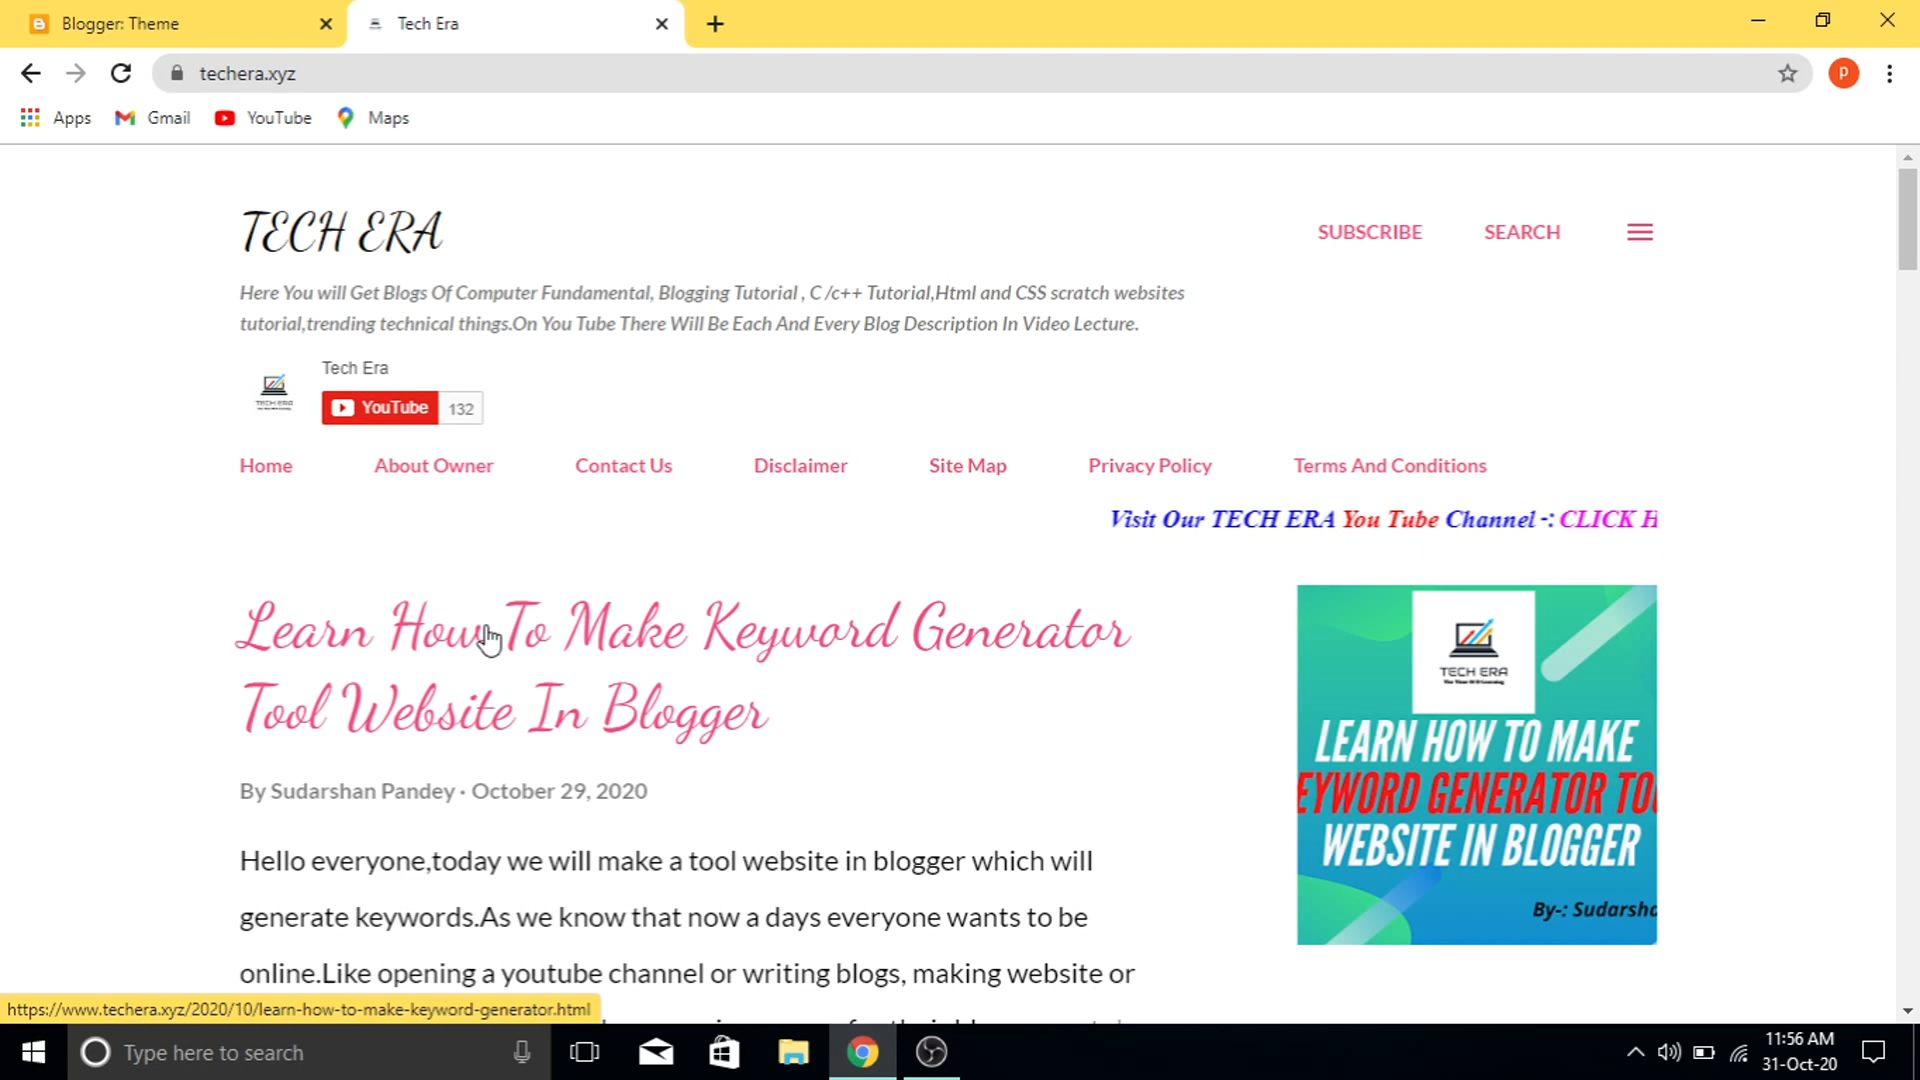 Blogger: Theme
Tech Era
techera.xyz
P
Apps
Gmail
YouTube
Maps
TECH ERA
SUBSCRIBE
SEARCH
Here You will Get Blogs Of Computer Fundamental, Blogging Tutorial , C /c++ Tutorial,Html and CSS scratch websites
tutorial,trending technical things.On You Tube There Will Be Each And Every Blog Description In Video Lecture.
Tech Era
TECH ERA
YouTube 132
Home
About Owner
Contact Us
Disclaimer
Site Map
Privacy Policy
Terms And Conditions
Visit Our TECH ERA You Tube Channel -: CLICK H
Learn How To Make Keyword Generator
Tool Website In Blogger
By Sudarshan Pandey · October 29, 2020
Hello everyone,today we will make a tool website in blogger which will
generate keywords.As we know that now a days everyone wants to be
online.Like opening a youtube channel or writing blogs, making website or
TECH ERA
LEARN HOW TO MAKE
EYWORD GENERATOR TOO
WEBSITE IN BLOGGER
By-: Sudarsha
https://www.techera.xyz/2020/10/learn-how-to-make-keyword-generator.html
Type here to search
11:56 AM
31-Oct-20